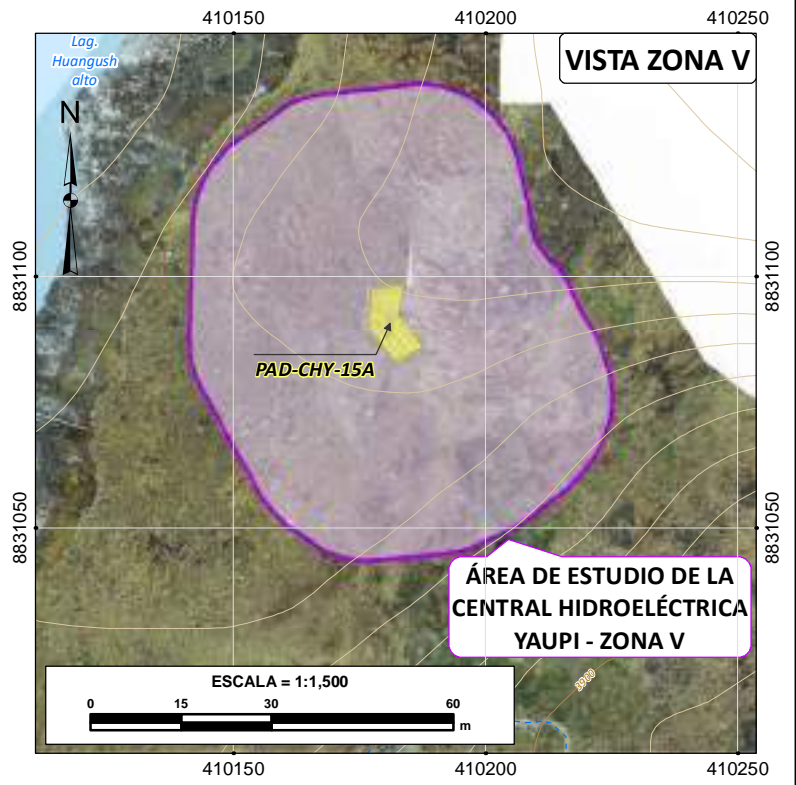 410150 410200 410250
Lag.
Huangush
alto
VISTA ZONA V
N
8831100 8831100
PAD-CHY-15A
8831050 8831050
ÁREA DE ESTUDIO DE LA
CENTRAL HIDROELÉCTRICA
YAUPI - ZONA V
3900
ESCALA = 1:1,500
0 15 30 60
m
410150 410200 410250